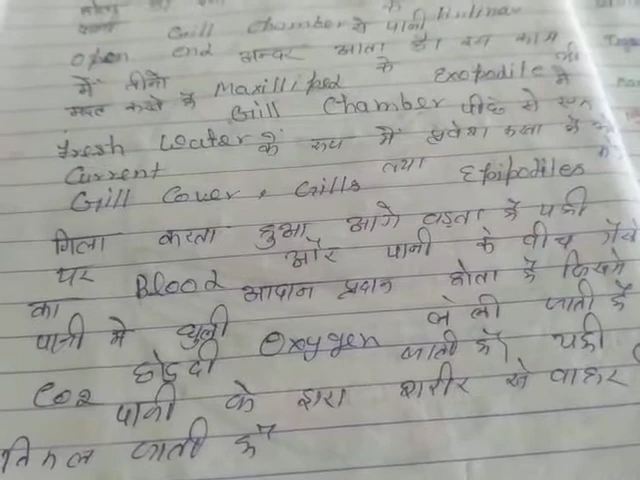 Gill Chamber से पानी
open end अन्दर आता है। इस काम
में तीनो Maxilliped के Exopodite भी
मदद करते है Gill Chamber पीछे से एक
fresh water के रूप में प्रवेश करता है जो
Current
Gill Cover, Gills तथा Epipodites को
गिला करता हुआ आगे बढ़ता है यही
पर Blood और पानी के बीच गैसो
का आदान प्रदान होता है जिसमे
पानी मे घुली Oxygen ले ली जाती है
CO2 छोड़ दी जाती है। यही
पानी के द्वारा शरीर से बाहर
निकल जाती है